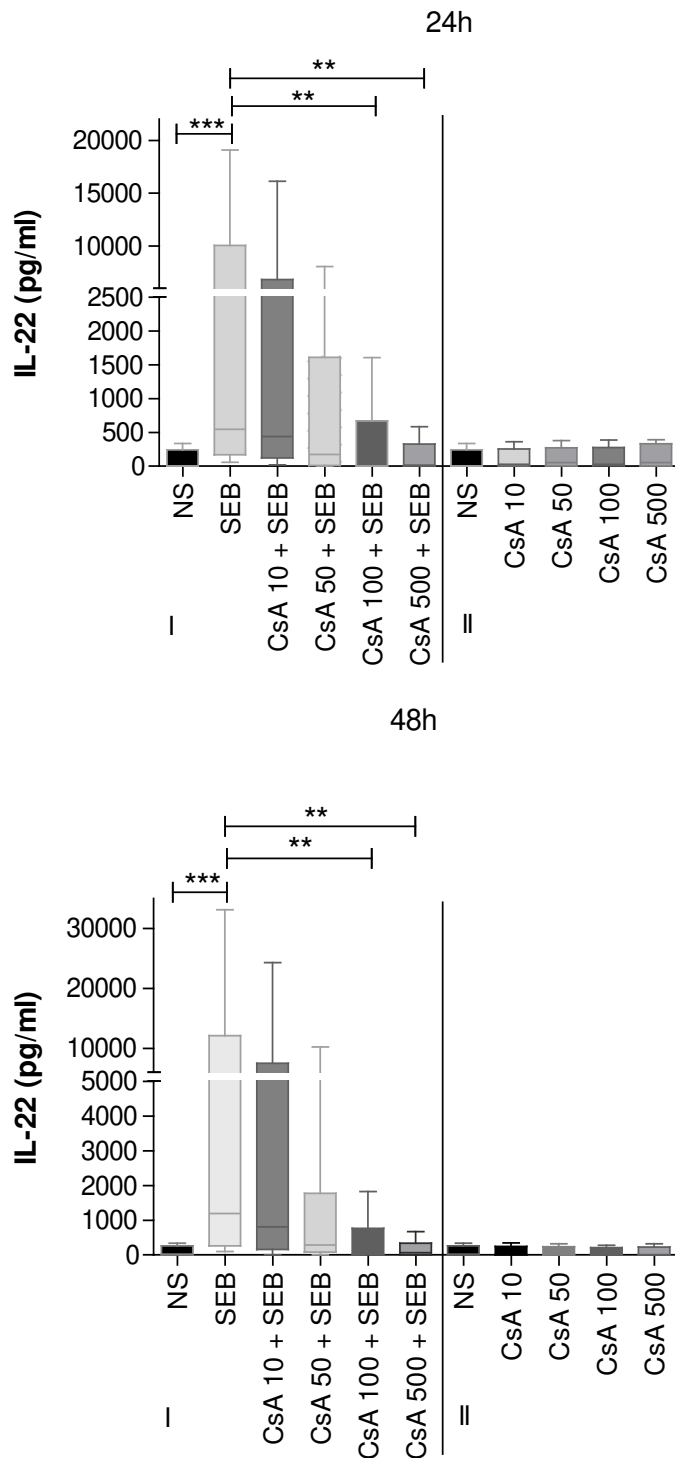 24h
**
**
***
IL-22 (pg/ml)
20000
15000
10000
2500
2000
1500
1000
500
0
NS
SEB
CsA 10 + SEB
CsA 50 + SEB
CsA 100 + SEB
CsA 500 + SEB
NS
CsA 10
CsA 50
CsA 100
CsA 500
I
II
48h
**
**
***
IL-22 (pg/ml)
30000
20000
10000
5000
4000
3000
2000
1000
0
NS
SEB
CsA 10 + SEB
CsA 50 + SEB
CsA 100 + SEB
CsA 500 + SEB
NS
CsA 10
CsA 50
CsA 100
CsA 500
I
II